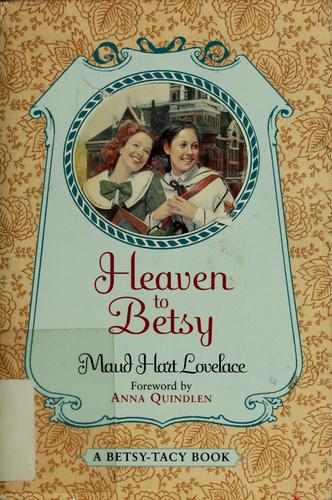 Heaven
to
Betsy
Maud Hart Lovelace
Foreword by
ANNA QUINDLEN
A BETSY-TACY BOOK